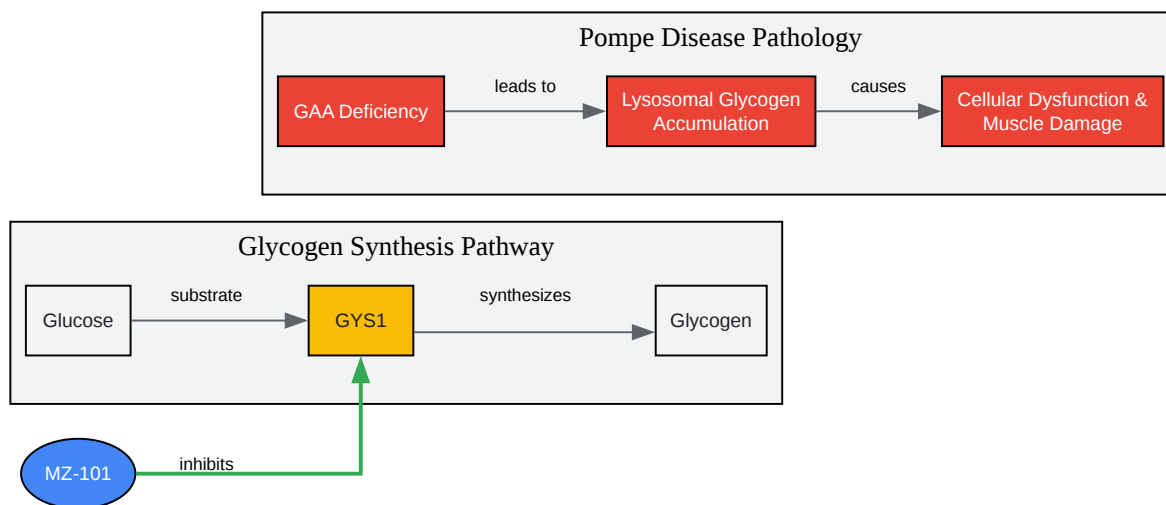 Pompe Disease Pathology
GAA Deficiency
leads to
Lysosomal Glycogen
Accumulation
causes
Cellular Dysfunction &
Muscle Damage
Glycogen Synthesis Pathway
Glucose
substrate
GYS1
synthesizes
Glycogen
MZ-101
inhibits